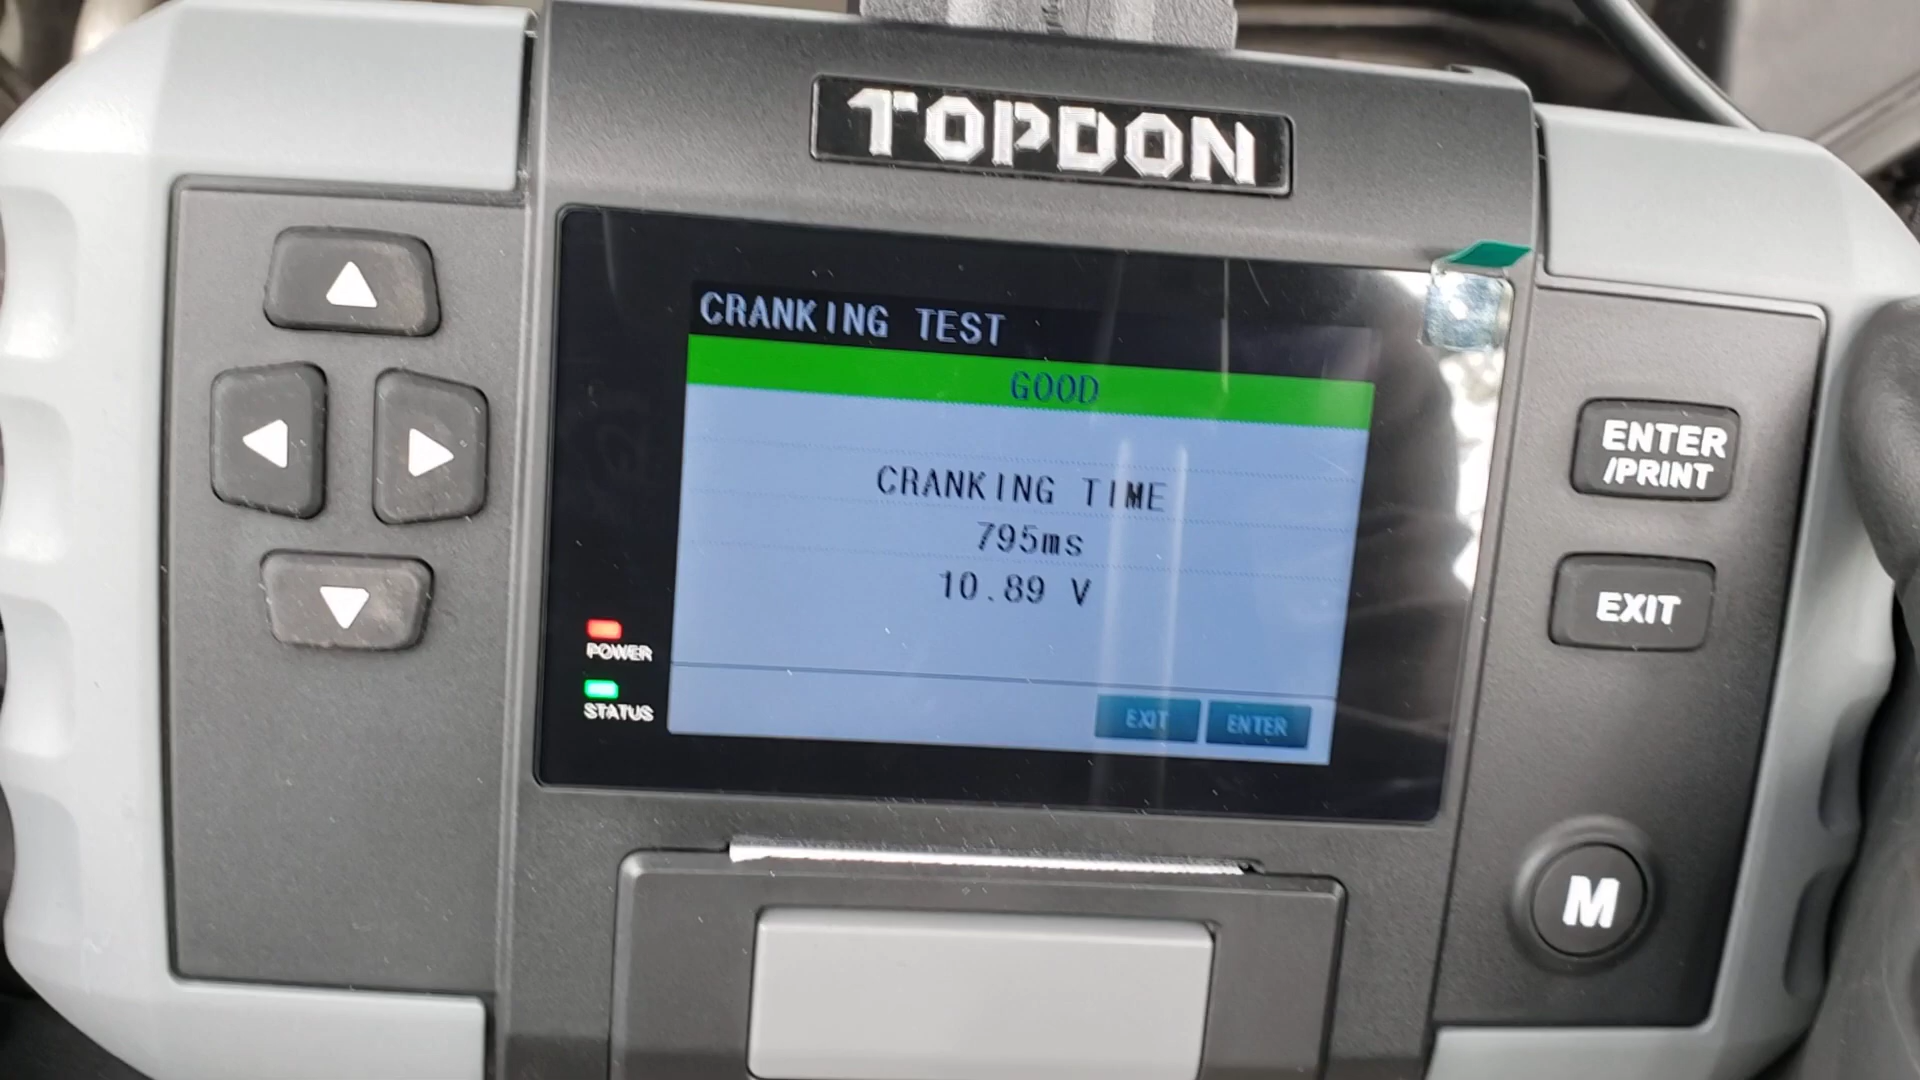 TOPDON
CRANKING TEST
GOOD
CRANKING TIME
795ms
10.89 V
POWER
STATUS
EXIT ENTER
ENTER
/PRINT
EXIT
M